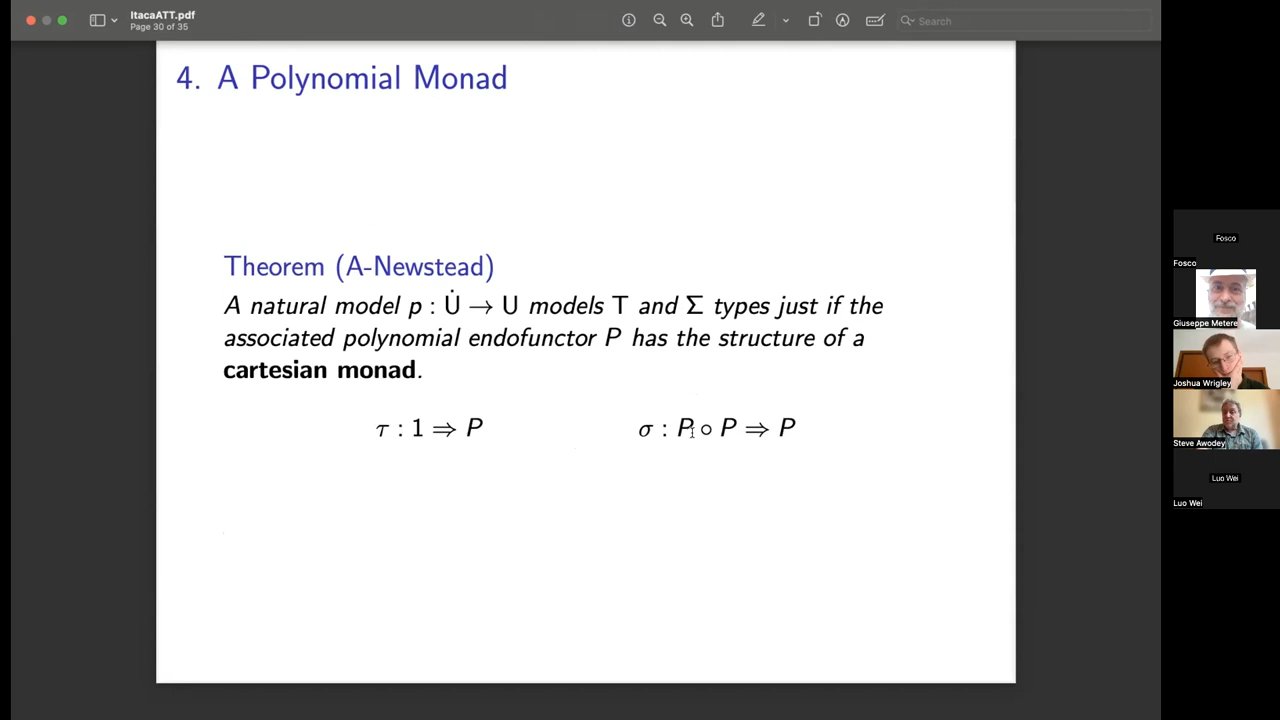 ItacaATT.pdf
Page 30 of 35
Search
4. A Polynomial Monad
Theorem (A-Newstead)
A natural model p : U̇ → U models T and Σ types just if the
associated polynomial endofunctor P has the structure of a
cartesian monad.
τ : 1 ⇒ P
σ : P ∘ P ⇒ P
Fosco
Fosco
Giuseppe Metere
Joshua Wrigley
Steve Awodey
Luo Wei
Luo Wei